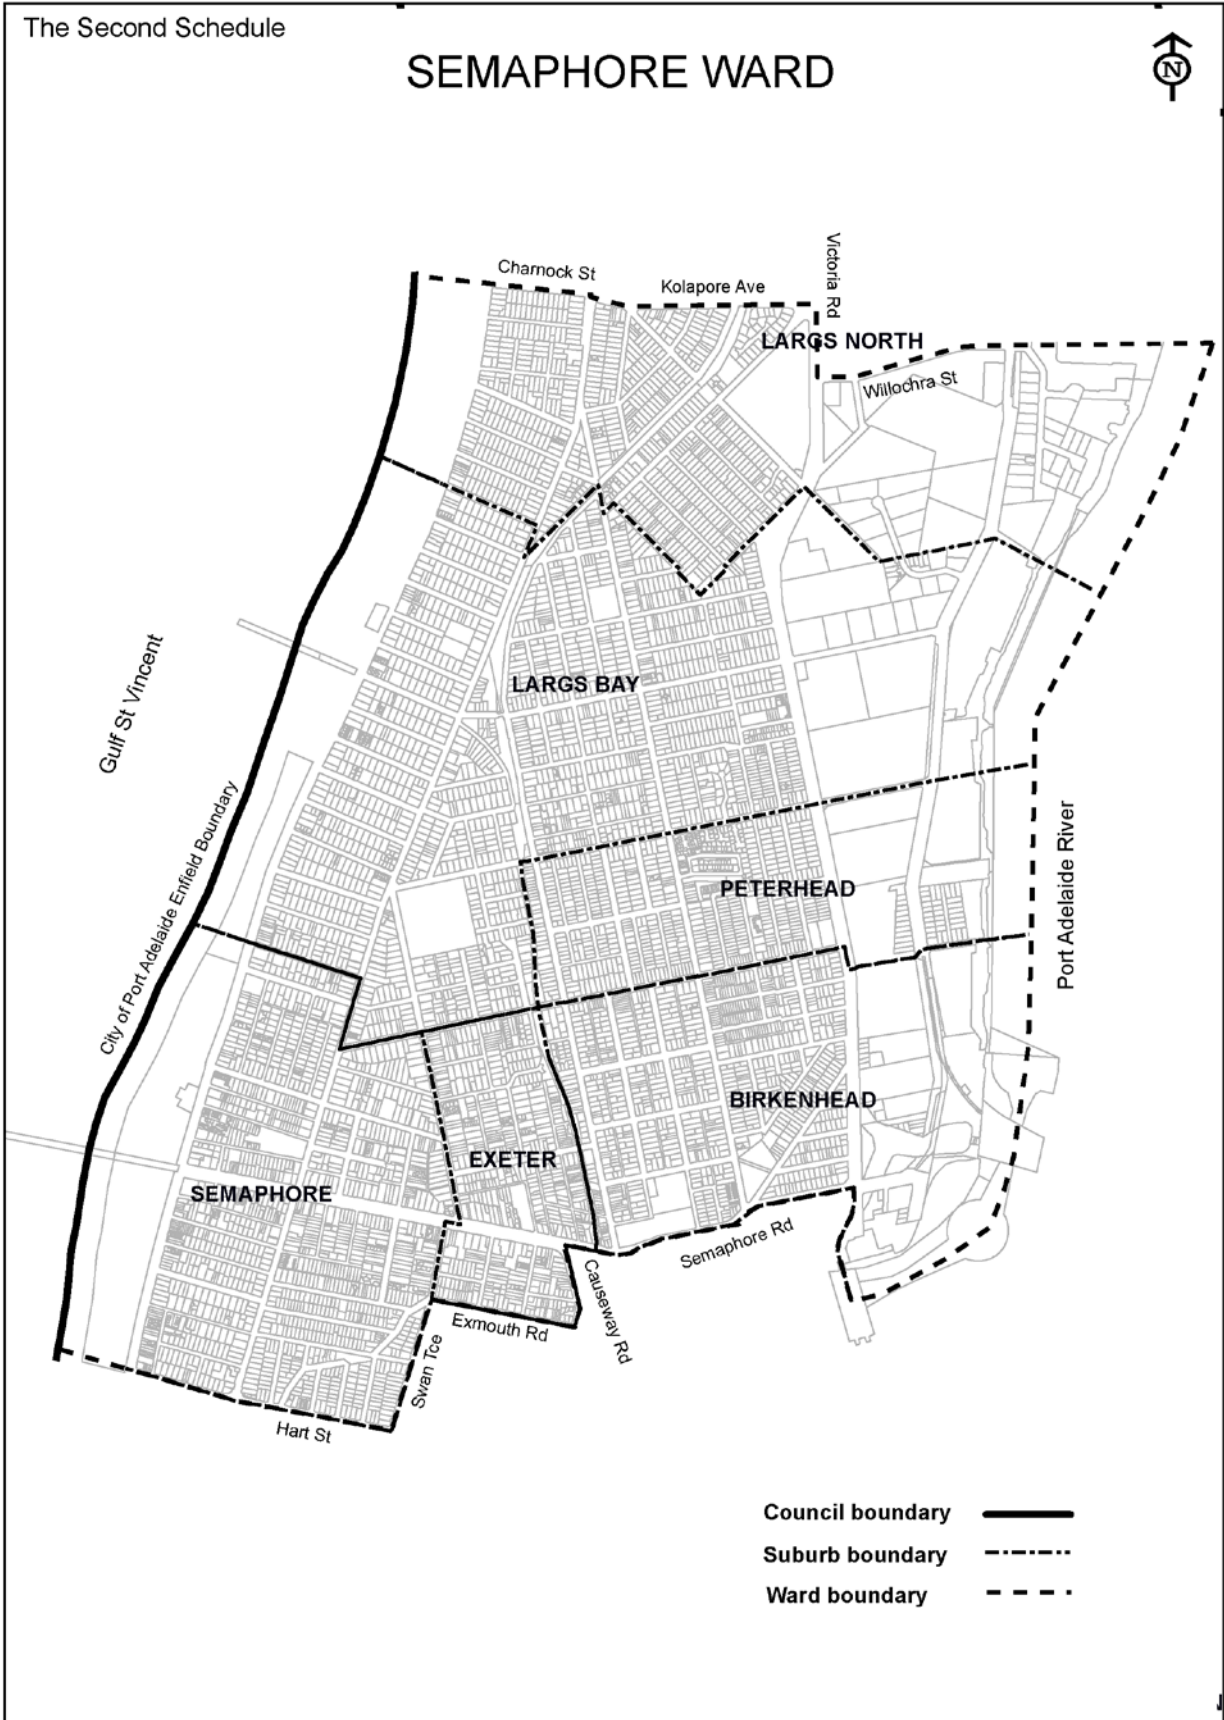 The Second Schedule
SEMAPHORE WARD
N
Charnock St
Kolapore Ave
Victoria Rd
LARGS NORTH
Willochra St
Gulf St Vincent
LARGS BAY
City of Port Adelaide Enfield Boundary
PETERHEAD
Port Adelaide River
BIRKENHEAD
EXETER
SEMAPHORE
Semaphore Rd
Causeway Rd
Exmouth Rd
Swan Tce
Hart St
Council boundary
Suburb boundary
Ward boundary